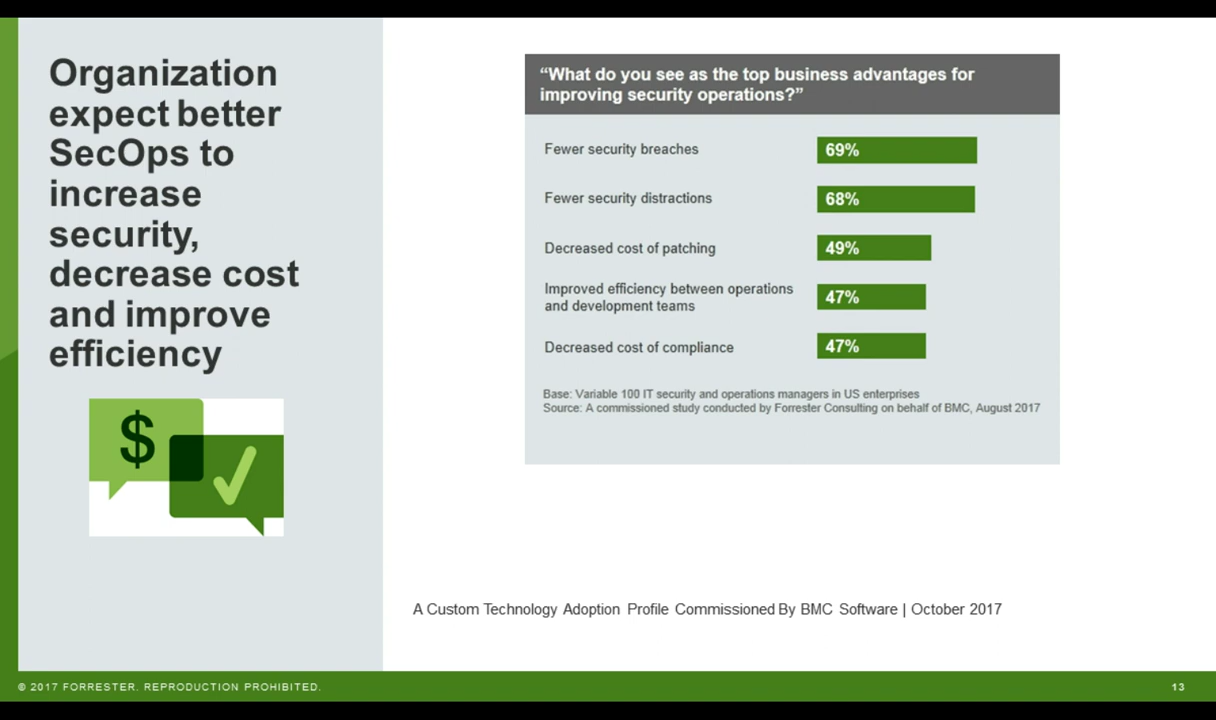 Organization
expect better
SecOps to
increase
security,
decrease cost
and improve
efficiency
$
“What do you see as the top business advantages for
improving security operations?”
Fewer security breaches 69%
Fewer security distractions 68%
Decreased cost of patching 49%
Improved efficiency between operations
and development teams 47%
Decreased cost of compliance 47%
Base: Variable 100 IT security and operations managers in US enterprises
Source: A commissioned study conducted by Forrester Consulting on behalf of BMC, August 2017
A Custom Technology Adoption Profile Commissioned By BMC Software | October 2017
© 2017 FORRESTER. REPRODUCTION PROHIBITED. 13